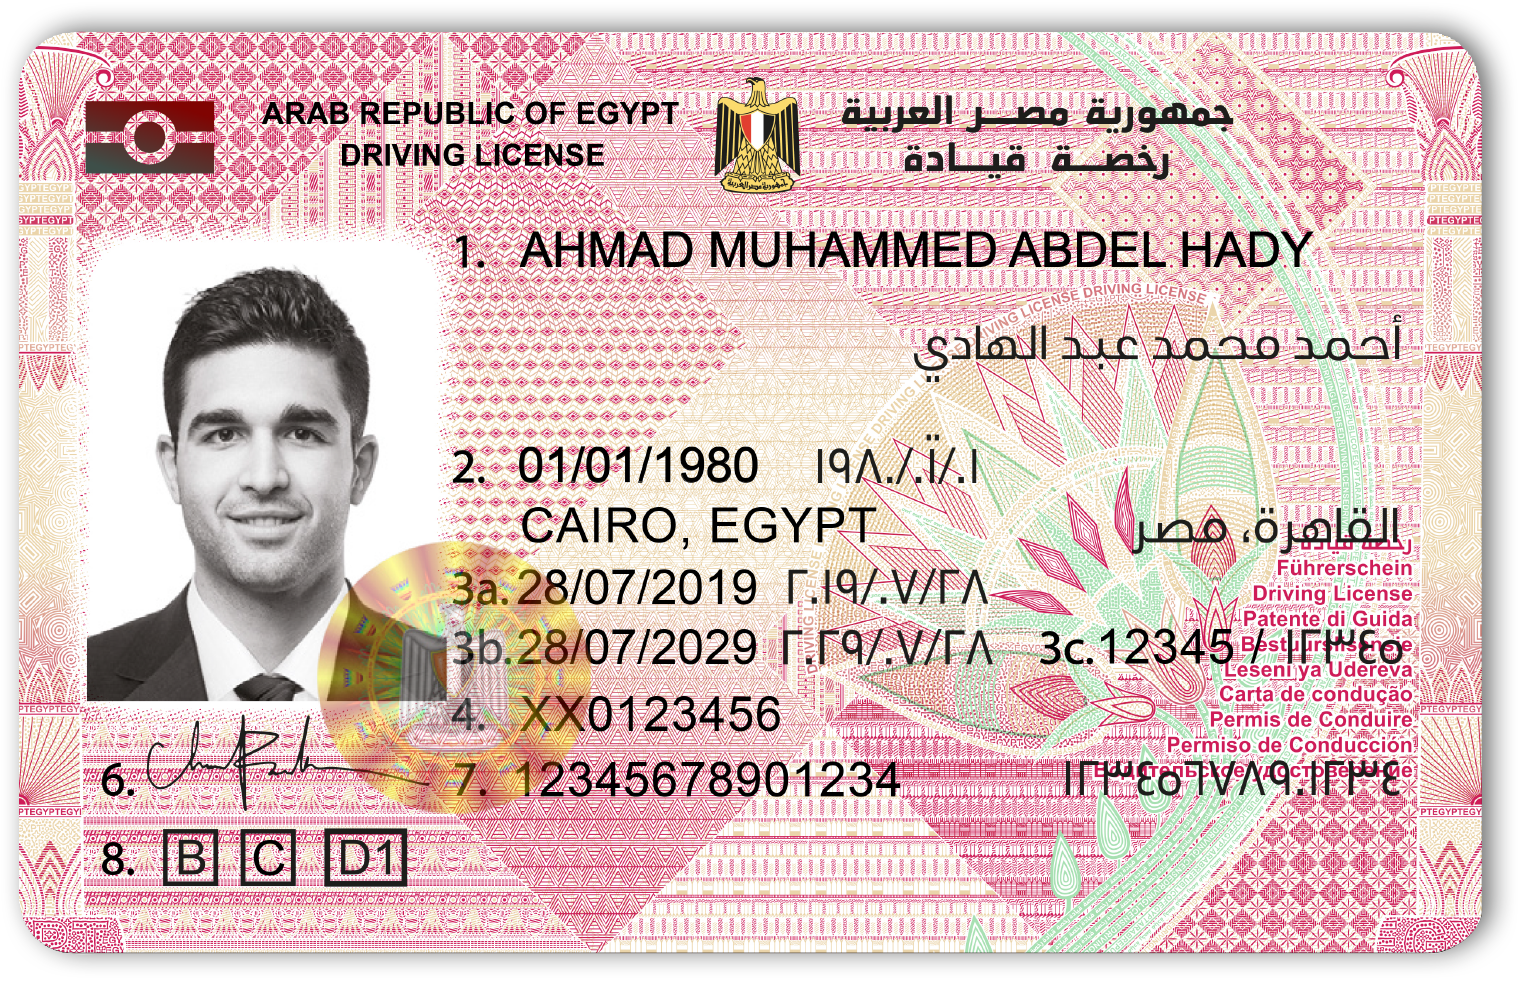 ARAB REPUBLIC OF EGYPT
DRIVING LICENSE
جمهورية مصر العربية
رخصة قيادة
جمهورية مصر العربية
1. AHMAD MUHAMMED ABDEL HADY
DRIVING LICENSE DRIVING LICENSE
أحمد محمد عبد الهادي
2. 01/01/1980 ١٩٨٠/٠١/٠١
CAIRO, EGYPT القاهرة، مصر
3a. 28/07/2019 ٢٠١٩/٠٧/٢٨
3b. 28/07/2029 ٢٠٢٩/٠٧/٢٨ 3c. 12345 / ١٢٣٤٥
4. XX0123456
6.
7. 12345678901234 ١٢٣٤٥٦٧٨٩٠١٢٣٤
8. B C D1
رخصة قيادة
Führerschein
Driving License
Patente di Guida
Leseni ya Udereva
Carta de condução
Permis de Conduire
Permiso de Conducción